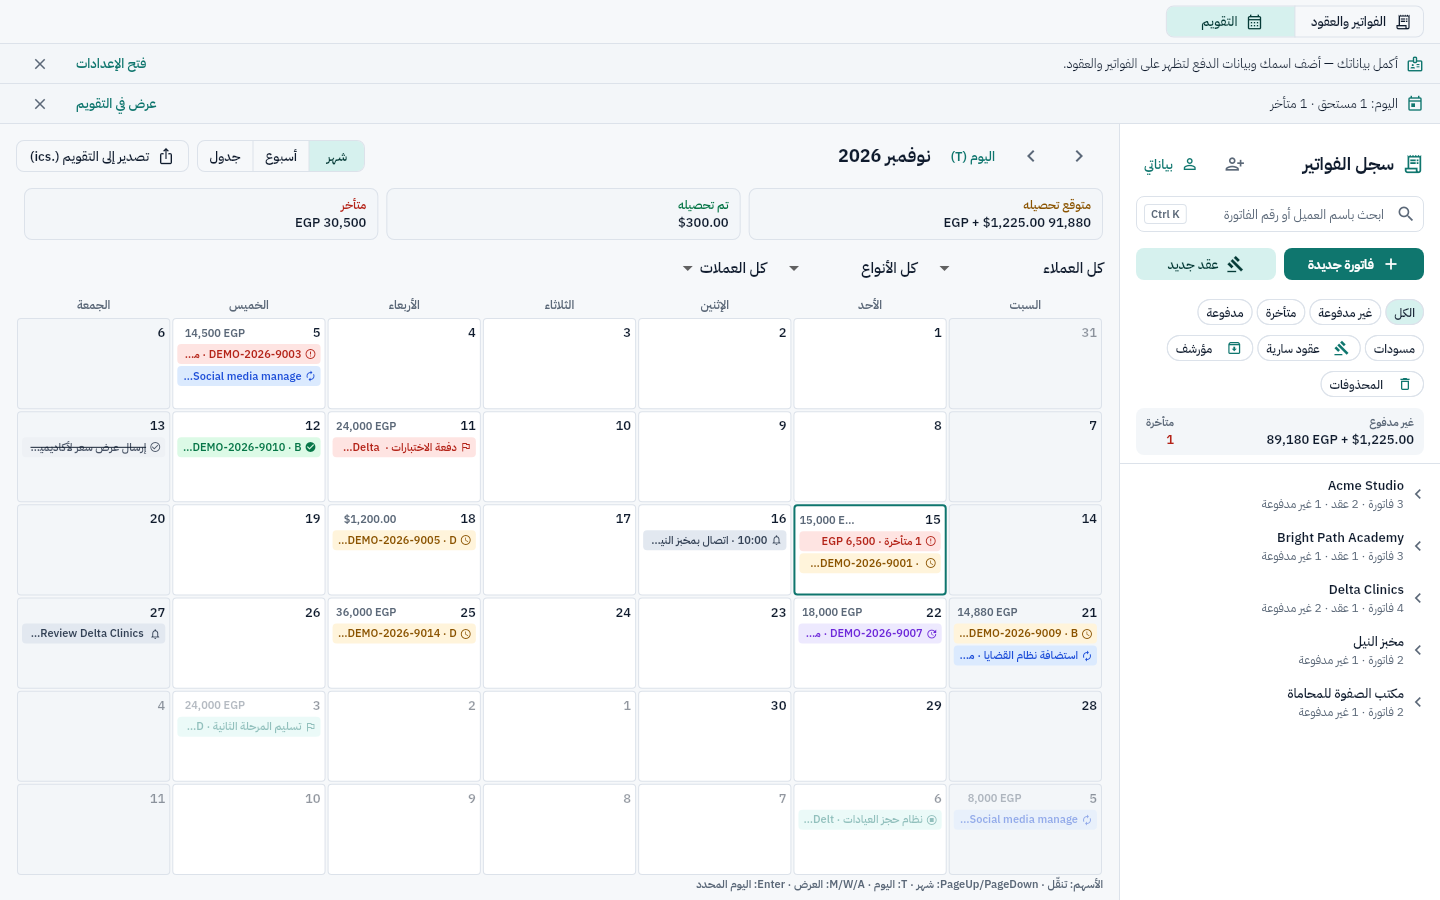 الفواتير والعقود
التقويم
أكمل بياناتك — أضف اسمك وبيانات الدفع لتظهر على الفواتير والعقود.
فتح الإعدادات
اليوم: 1 مستحق · 1 متأخر
عرض في التقويم
سجل الفواتير
بياناتي
ابحث باسم العميل أو رقم الفاتورة
Ctrl K
فاتورة جديدة
عقد جديد
الكل
غير مدفوعة
متأخرة
مدفوعة
مسودات
عقود سارية
مؤرشف
المحذوفات
غير مدفوع
89,180 EGP + $1,225.00
متأخرة
1
Acme Studio
3 فاتورة · 2 عقد · 1 غير مدفوعة
Bright Path Academy
3 فاتورة · 1 عقد · 1 غير مدفوعة
Delta Clinics
4 فاتورة · 1 عقد · 2 غير مدفوعة
مخبز النيل
2 فاتورة · 1 غير مدفوعة
مكتب الصفوة للمحاماة
2 فاتورة · 1 غير مدفوعة
اليوم (T)
نوفمبر 2026
شهر
أسبوع
جدول
تصدير إلى التقويم (.ics)
متوقع تحصيله
91,880 EGP + $1,225.00
تم تحصيله
$300.00
متأخر
30,500 EGP
كل العملاء
كل الأنواع
كل العملات
السبت
الأحد
الإثنين
الثلاثاء
الأربعاء
الخميس
الجمعة
31
1
2
3
4
5
14,500 EGP
DEMO-2026-9003 · مـ...
Social media manage...
6
7
8
9
10
11
24,000 EGP
دفعة الاختبارات · Delta...
12
DEMO-2026-9010 · B...
13
إرسال عرض سعر لأكاديميـ...
14
15
15,000 E...
1 متأخرة · 6,500 EGP
DEMO-2026-9001 ·...
16
10:00 · اتصال بمخبز النيـ...
17
18
$1,200.00
DEMO-2026-9005 · D...
19
20
21
14,880 EGP
DEMO-2026-9009 · B...
استضافة نظام القضايا · مـ...
22
18,000 EGP
DEMO-2026-9007 · مـ...
23
24
25
36,000 EGP
DEMO-2026-9014 · D...
26
27
Review Delta Clinics...
28
29
30
1
2
3
24,000 EGP
تسليم المرحلة الثانية · D...
4
5
8,000 EGP
Social media manage...
6
نظام حجز العيادات · Delt...
7
8
9
10
11
الأسهم: تنقّل · PageUp/PageDown: شهر · T: اليوم · M/W/A: العرض · Enter: اليوم المحدد